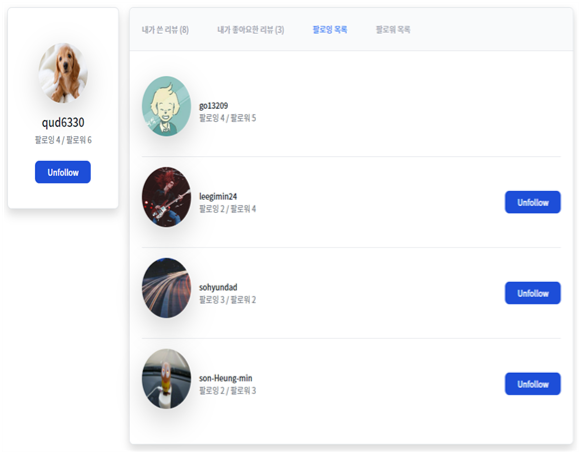 qud6330
팔로잉 4 / 팔로워 6
Unfollow
내가 쓴 리뷰 (8)
내가 좋아요한 리뷰 (3)
팔로잉 목록
팔로워 목록
go13209
팔로잉 4 / 팔로워 5
leegimin24
팔로잉 2 / 팔로워 4
Unfollow
sohyundad
팔로잉 3 / 팔로워 2
Unfollow
son-Heung-min
팔로잉 2 / 팔로워 3
Unfollow